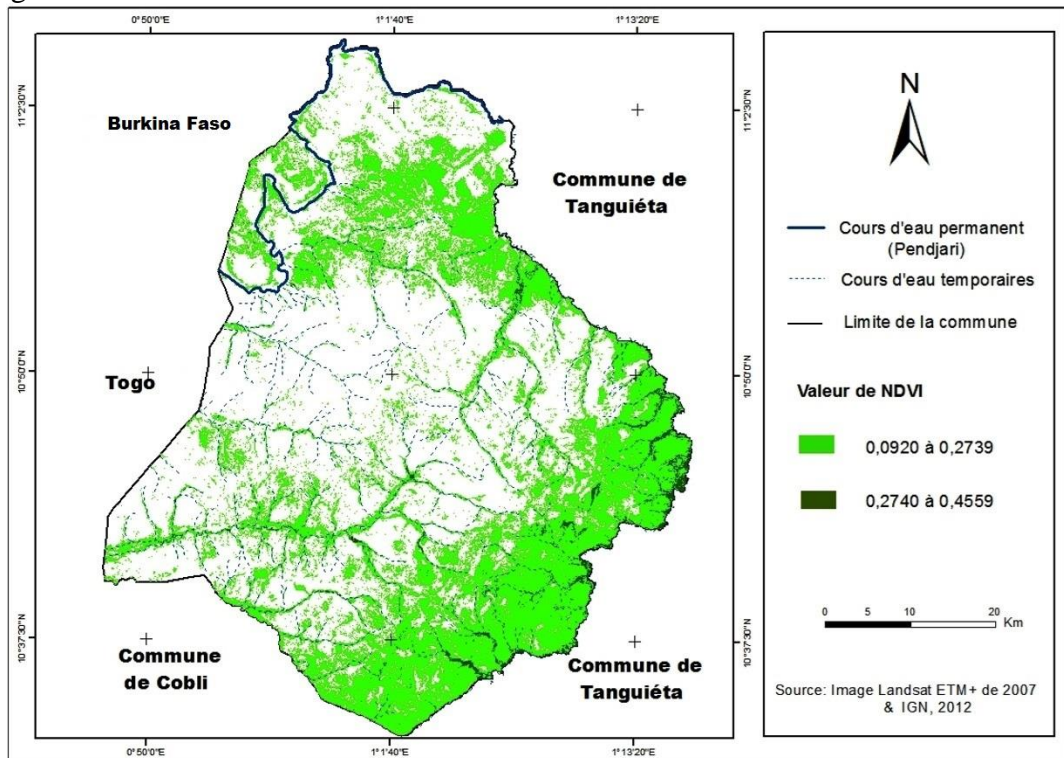 0°50'0"E 1°1'40"E 1°13'20"E
11°2'30"N
11°2'30"N
Burkina Faso
Commune de
Tanguiéta
Togo
10°50'0"N
10°50'0"N
Commune
de Cobli
Commune de
Tanguiéta
10°37'30"N
10°37'30"N
0°50'0"E 1°1'40"E 1°13'20"E
N
Cours d'eau permanent
(Pendjari)
Cours d'eau temporaires
Limite de la commune
Valeur de NDVI
0,0920 à 0,2739
0,2740 à 0,4559
0 5 10 20
Km
Source: Image Landsat ETM+ de 2007
& IGN, 2012